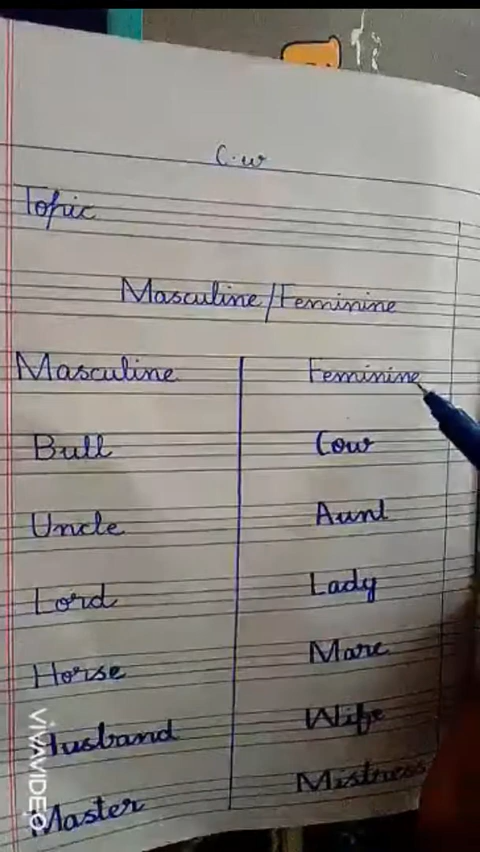 C.w
Topic
Masculine/Feminine
Masculine Feminine
Bull Cow
Uncle Aunt
Lord Lady
Horse Mare
Husband Wife
Master Mistress
VIVAVIDEO